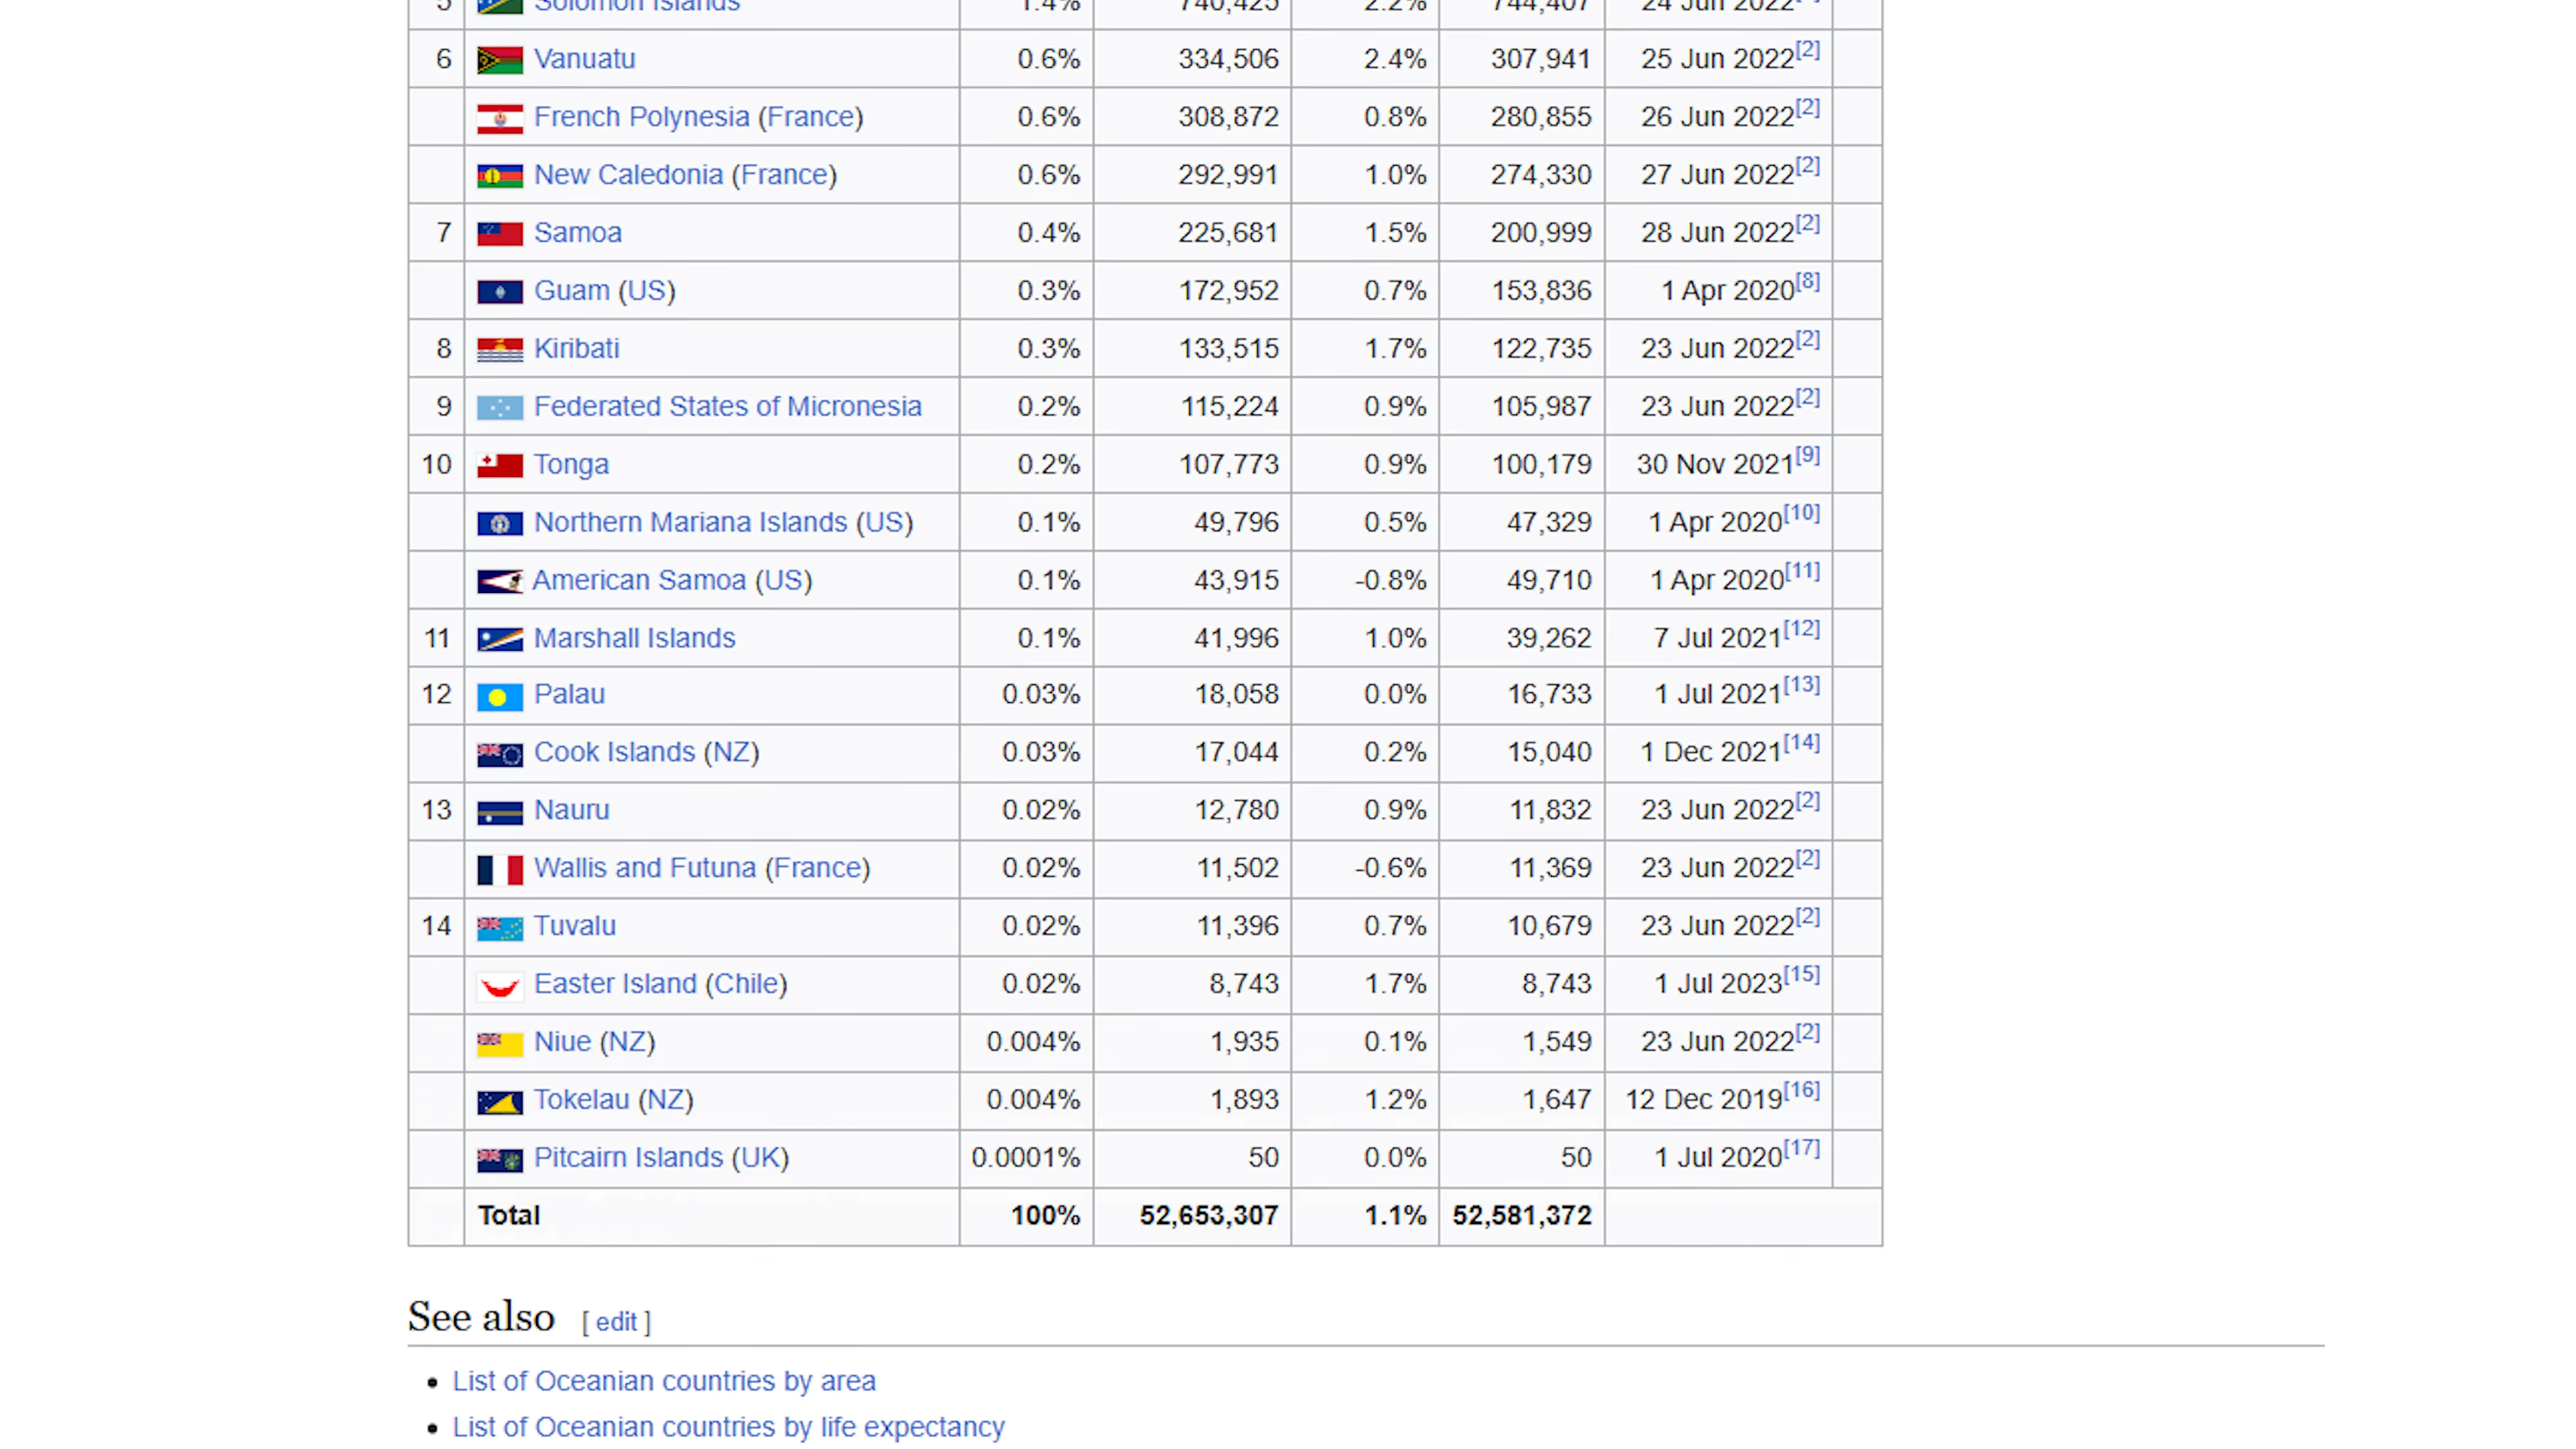 5 Solomon Islands 1.4% 740,425 2.2% 744,407 24 Jun 2022
6 Vanuatu 0.6% 334,506 2.4% 307,941 25 Jun 2022[2]
French Polynesia (France) 0.6% 308,872 0.8% 280,855 26 Jun 2022[2]
New Caledonia (France) 0.6% 292,991 1.0% 274,330 27 Jun 2022[2]
7 Samoa 0.4% 225,681 1.5% 200,999 28 Jun 2022[2]
Guam (US) 0.3% 172,952 0.7% 153,836 1 Apr 2020[8]
8 Kiribati 0.3% 133,515 1.7% 122,735 23 Jun 2022[2]
9 Federated States of Micronesia 0.2% 115,224 0.9% 105,987 23 Jun 2022[2]
10 Tonga 0.2% 107,773 0.9% 100,179 30 Nov 2021[9]
Northern Mariana Islands (US) 0.1% 49,796 0.5% 47,329 1 Apr 2020[10]
American Samoa (US) 0.1% 43,915 -0.8% 49,710 1 Apr 2020[11]
11 Marshall Islands 0.1% 41,996 1.0% 39,262 7 Jul 2021[12]
12 Palau 0.03% 18,058 0.0% 16,733 1 Jul 2021[13]
Cook Islands (NZ) 0.03% 17,044 0.2% 15,040 1 Dec 2021[14]
13 Nauru 0.02% 12,780 0.9% 11,832 23 Jun 2022[2]
Wallis and Futuna (France) 0.02% 11,502 -0.6% 11,369 23 Jun 2022[2]
14 Tuvalu 0.02% 11,396 0.7% 10,679 23 Jun 2022[2]
Easter Island (Chile) 0.02% 8,743 1.7% 8,743 1 Jul 2023[15]
Niue (NZ) 0.004% 1,935 0.1% 1,549 23 Jun 2022[2]
Tokelau (NZ) 0.004% 1,893 1.2% 1,647 12 Dec 2019[16]
Pitcairn Islands (UK) 0.0001% 50 0.0% 50 1 Jul 2020[17]
Total 100% 52,653,307 1.1% 52,581,372
See also [ edit ]
• List of Oceanian countries by area
• List of Oceanian countries by life expectancy